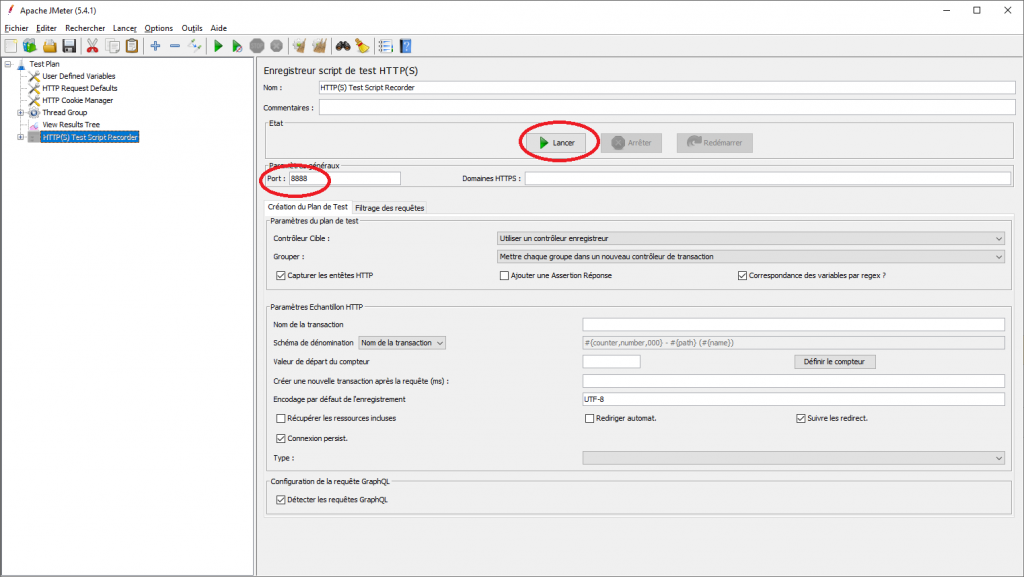 Apache JMeter (5.4.1)
Fichier Editer Rechercher Lancer Options Outils Aide
Test Plan
User Defined Variables
HTTP Request Defaults
HTTP Cookie Manager
Thread Group
View Results Tree
HTTP(S) Test Script Recorder
Enregistreur script de test HTTP(S)
Nom : HTTP(S) Test Script Recorder
Commentaires :
Etat
Lancer Arrêter Redémarrer
Paramètres généraux
Port : 8888 Domaines HTTPS :
Création du Plan de Test Filtrage des requêtes
Paramètres du plan de test
Contrôleur Cible : Utiliser un contrôleur enregistreur
Grouper : Mettre chaque groupe dans un nouveau contrôleur de transaction
Capturer les entêtes HTTP Ajouter une Assertion Réponse Correspondance des variables par regex ?
Paramètres Echantillon HTTP
Nom de la transaction
Schéma de dénomination Nom de la transaction #{counter,number,000} - #{path} (#{name})
Valeur de départ du compteur Définir le compteur
Créer une nouvelle transaction après la requête (ms) :
Encodage par défaut de l'enregistrement UTF-8
Récupérer les ressources incluses Rediriger automat. Suivre les redirect.
Connexion persist.
Type :
Configuration de la requête GraphQL
Détecter les requêtes GraphQL